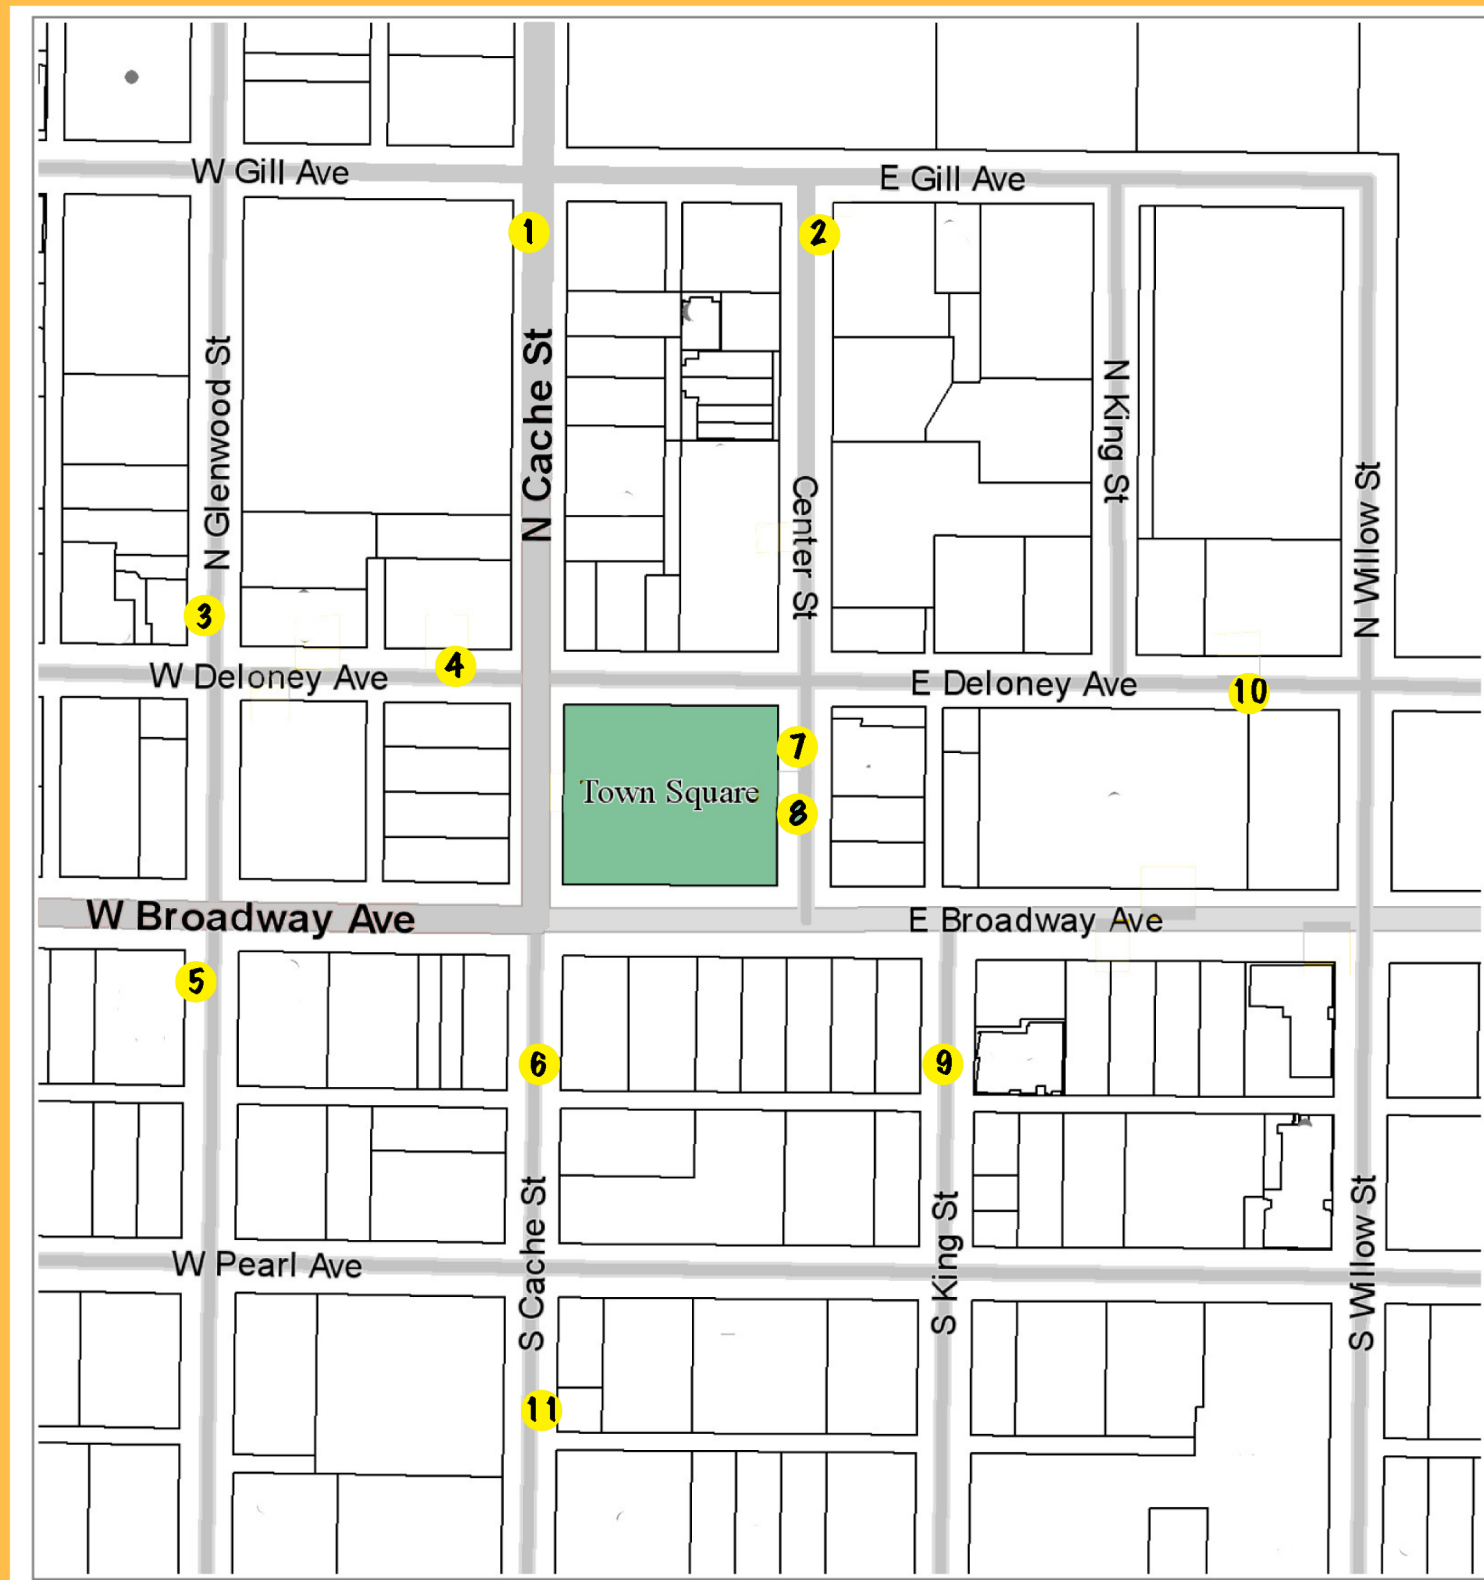 W Gill Ave
E Gill Ave
1
2
N Glenwood St
N Cache St
N King St
Center St
N Willow St
3
4
W Deloney Ave
E Deloney Ave
10
7
Town Square
8
W Broadway Ave
E Broadway Ave
5
6
9
S Cache St
S King St
S Willow St
W Pearl Ave
11